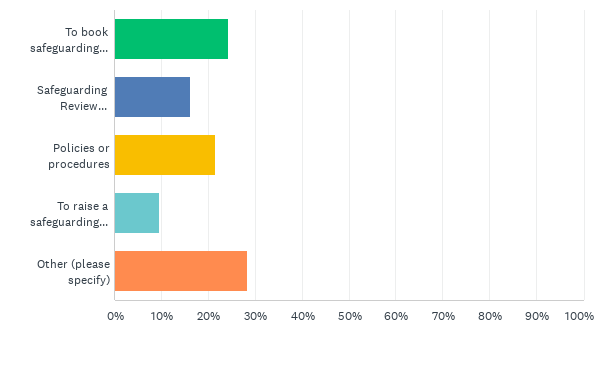 To book
safeguarding...
Safeguarding
Review...
Policies or
procedures
To raise a
safeguarding...
Other (please
specify)
0% 10% 20% 30% 40% 50% 60% 70% 80% 90% 100%